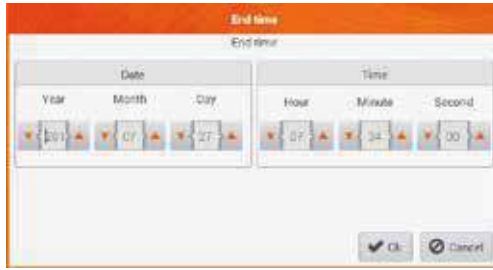 End time
End time
Date Time
Year Month Day Hour Minute Second
201 07 27 07 34 00
Ok Cancel